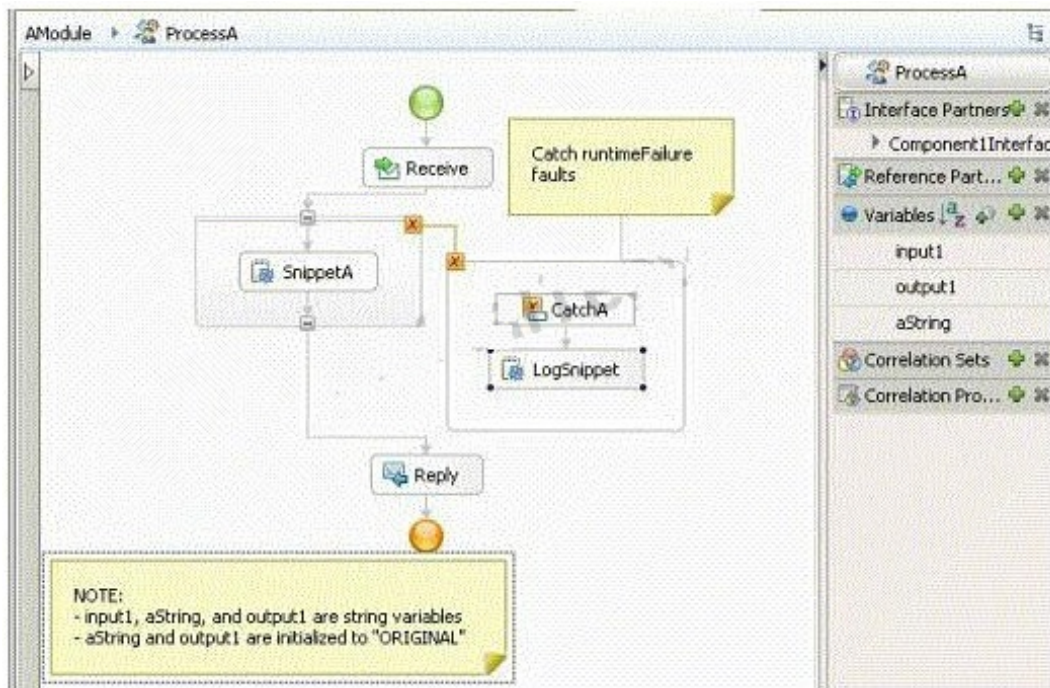 AModule ProcessA
Receive
Catch runtimeFailure
faults
SnippetA
CatchA
LogSnippet
Reply
NOTE:
- input1, aString, and output1 are string variables
- aString and output1 are initialized to "ORIGINAL"
ProcessA
Interface Partners
Component1Interfac
Reference Part...
Variables
input1
output1
aString
Correlation Sets
Correlation Pro...